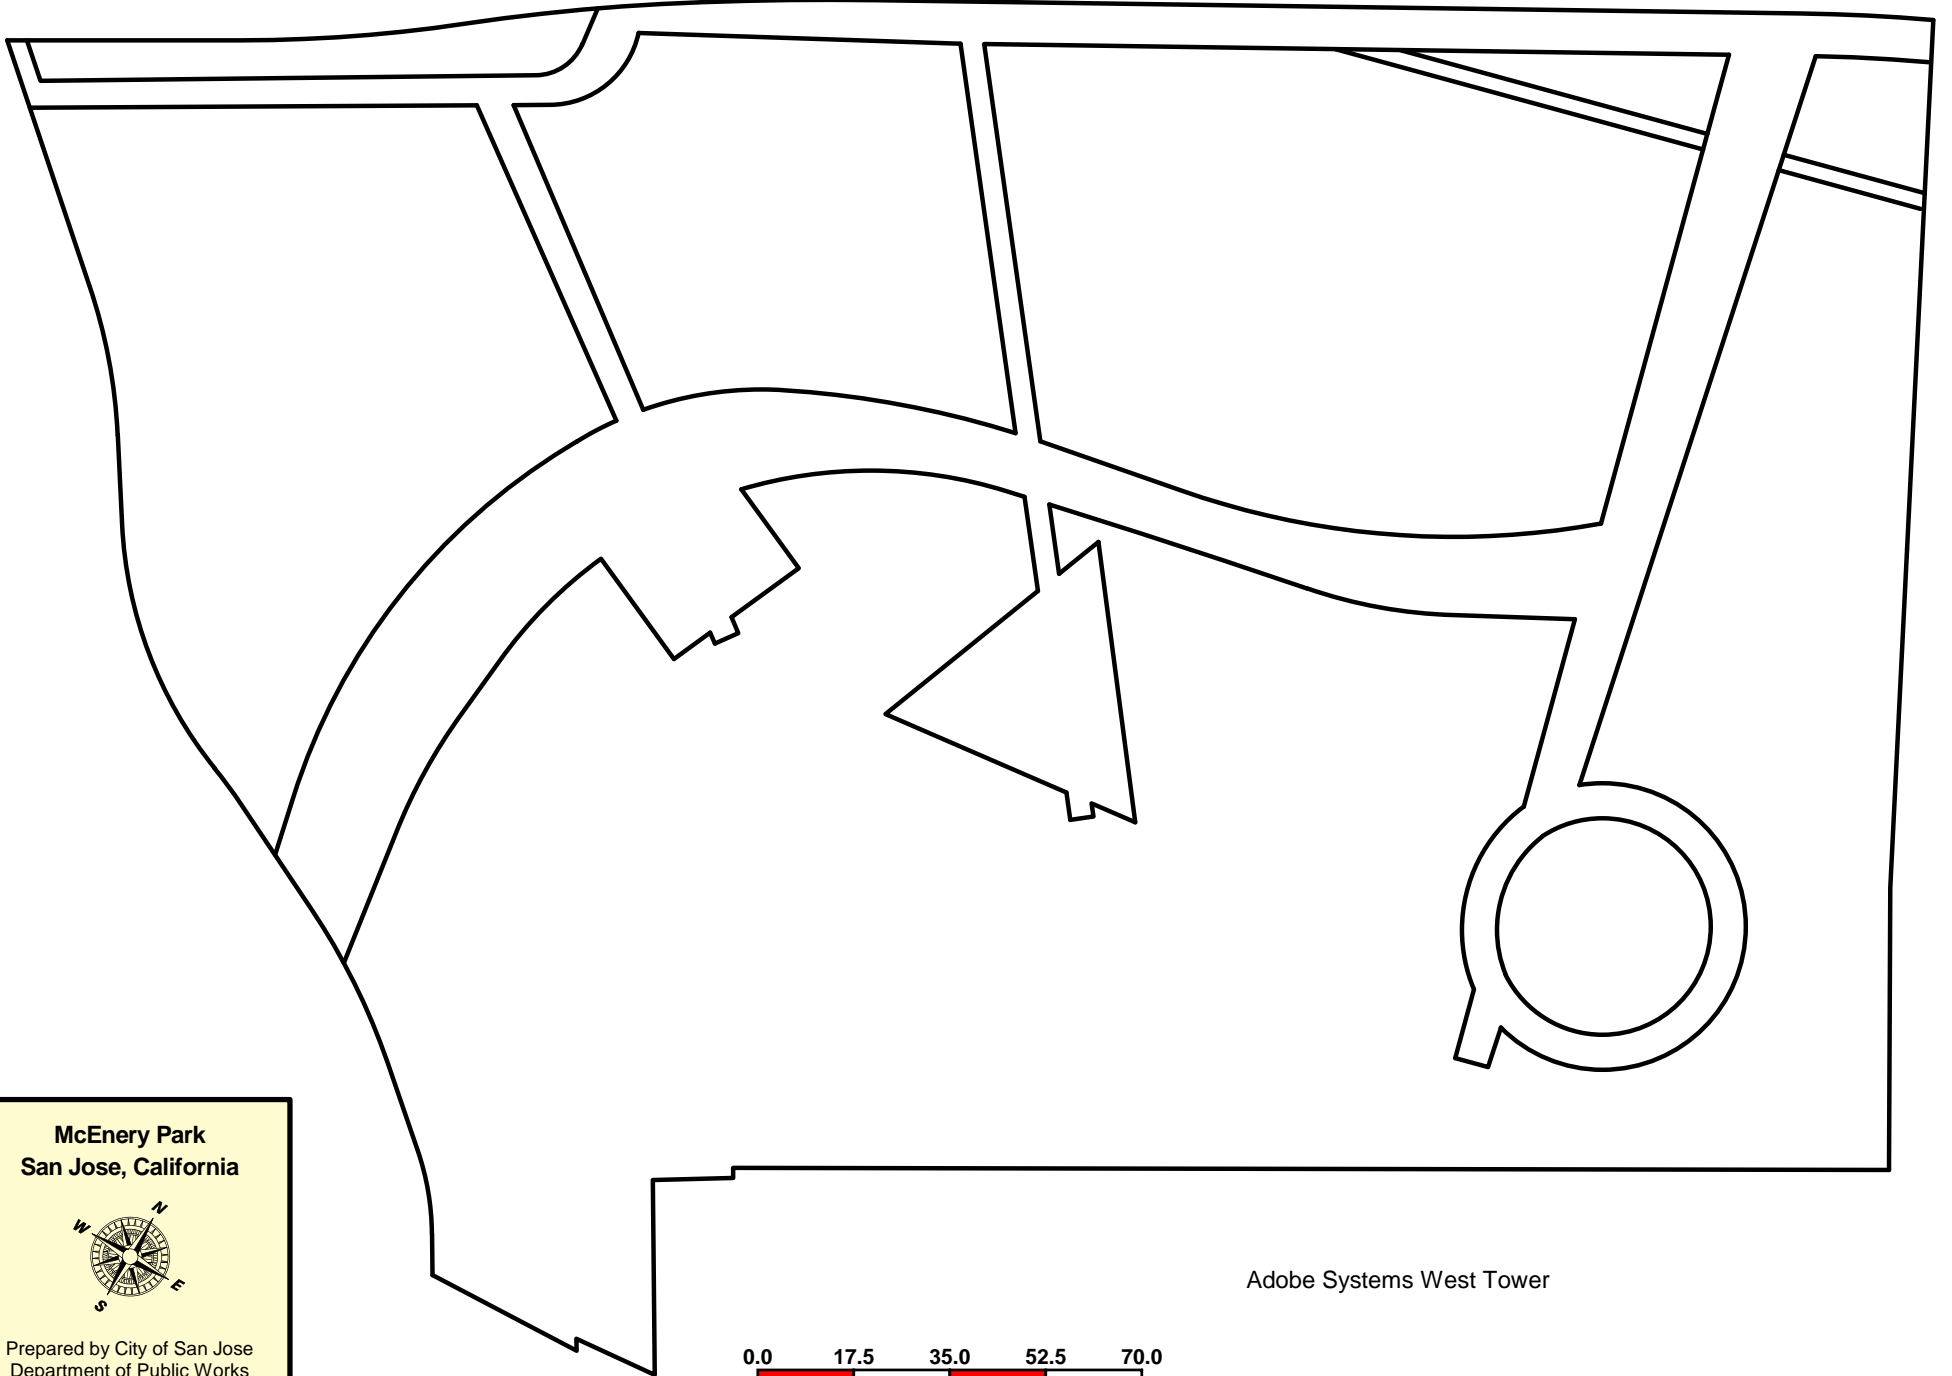 McEnery Park
San Jose, California
N
W
E
S
Prepared by City of San Jose
Department of Public Works
Adobe Systems West Tower
0.0 17.5 35.0 52.5 70.0